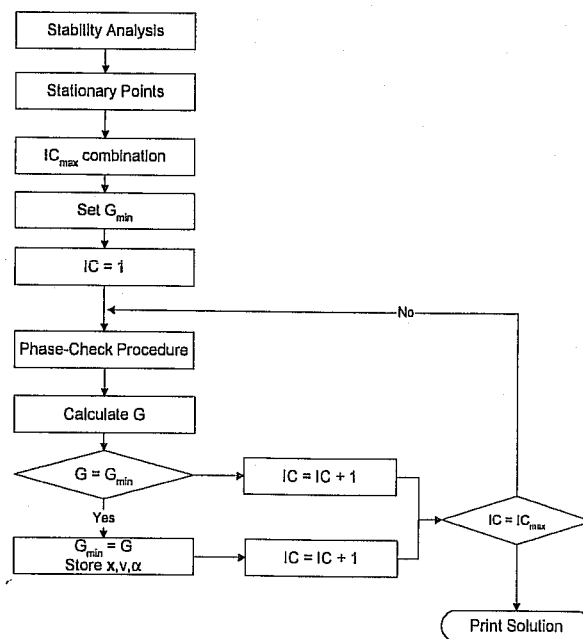 Stability Analysis
Stationary Points
IC_max combination
Set G_min
IC = 1
No
Phase-Check Procedure
Calculate G
G = G_min
IC = IC + 1
Yes
IC = IC_max
G_min = G
Store x,v,α
IC = IC + 1
Print Solution